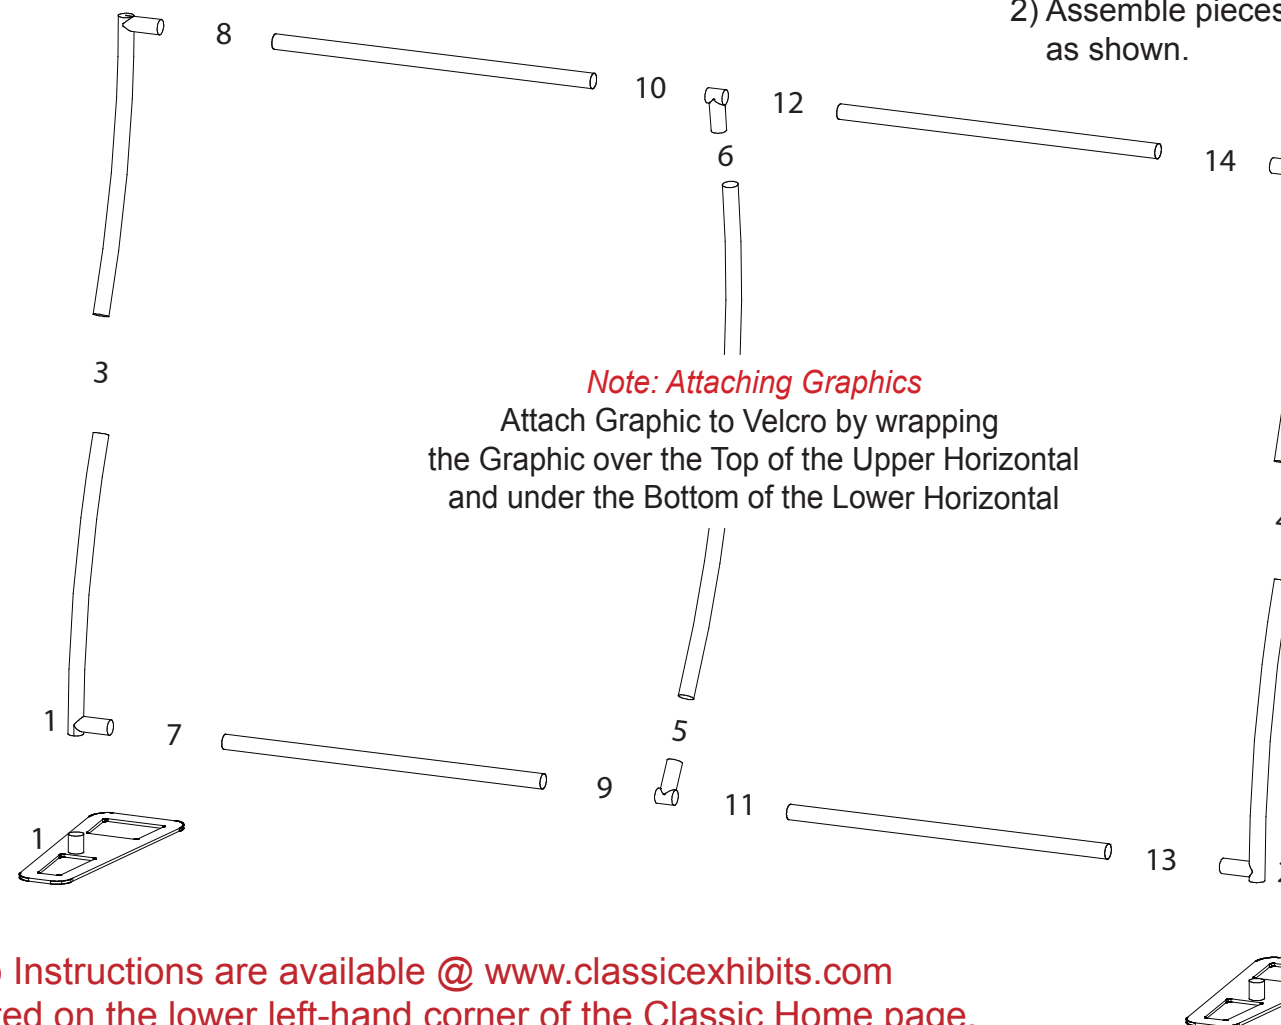 2) Assemble pieces
as shown.
8
10
12
6
14
3
Note: Attaching Graphics
Attach Graphic to Velcro by wrapping
the Graphic over the Top of the Upper Horizontal
and under the Bottom of the Lower Horizontal
1
7
5
9
11
1
13
Instructions are available @ www.classicexhibits.com
on the lower left-hand corner of the Classic Home page.